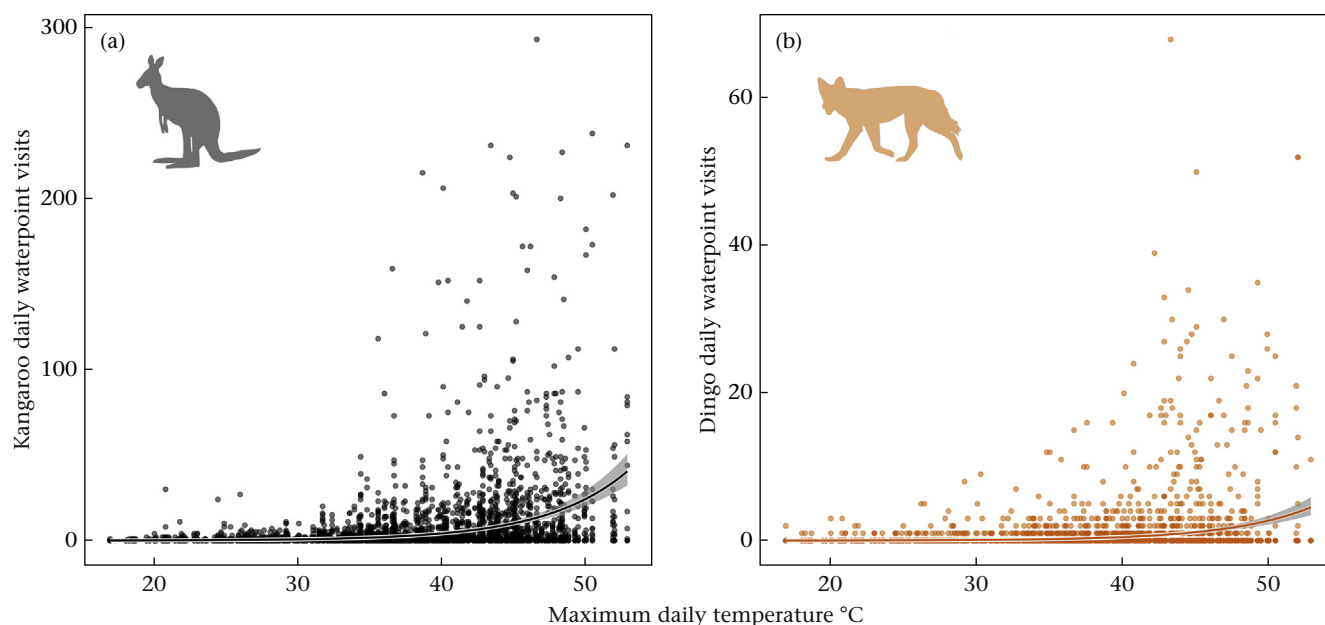 (a)
Kangaroo daily waterpoint visits
300
200
100
0
20 30 40 50
(b)
Dingo daily waterpoint visits
60
40
20
0
20 30 40 50
Maximum daily temperature °C